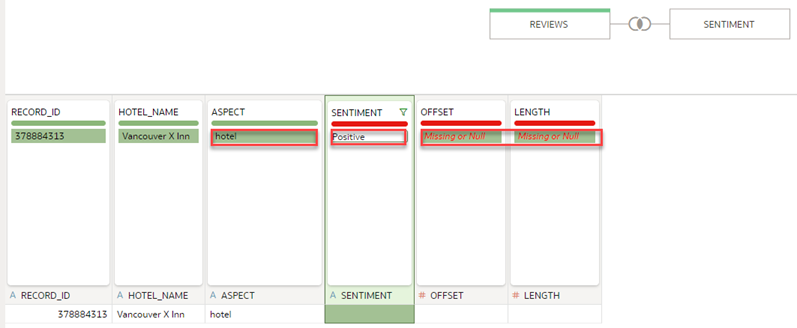 REVIEWS SENTIMENT
RECORD_ID HOTEL_NAME ASPECT SENTIMENT OFFSET LENGTH
378884313 Vancouver X Inn hotel Positive Missing or Null Missing or Null
A RECORD_ID A HOTEL_NAME A ASPECT A SENTIMENT # OFFSET # LENGTH
378884313 Vancouver X Inn hotel